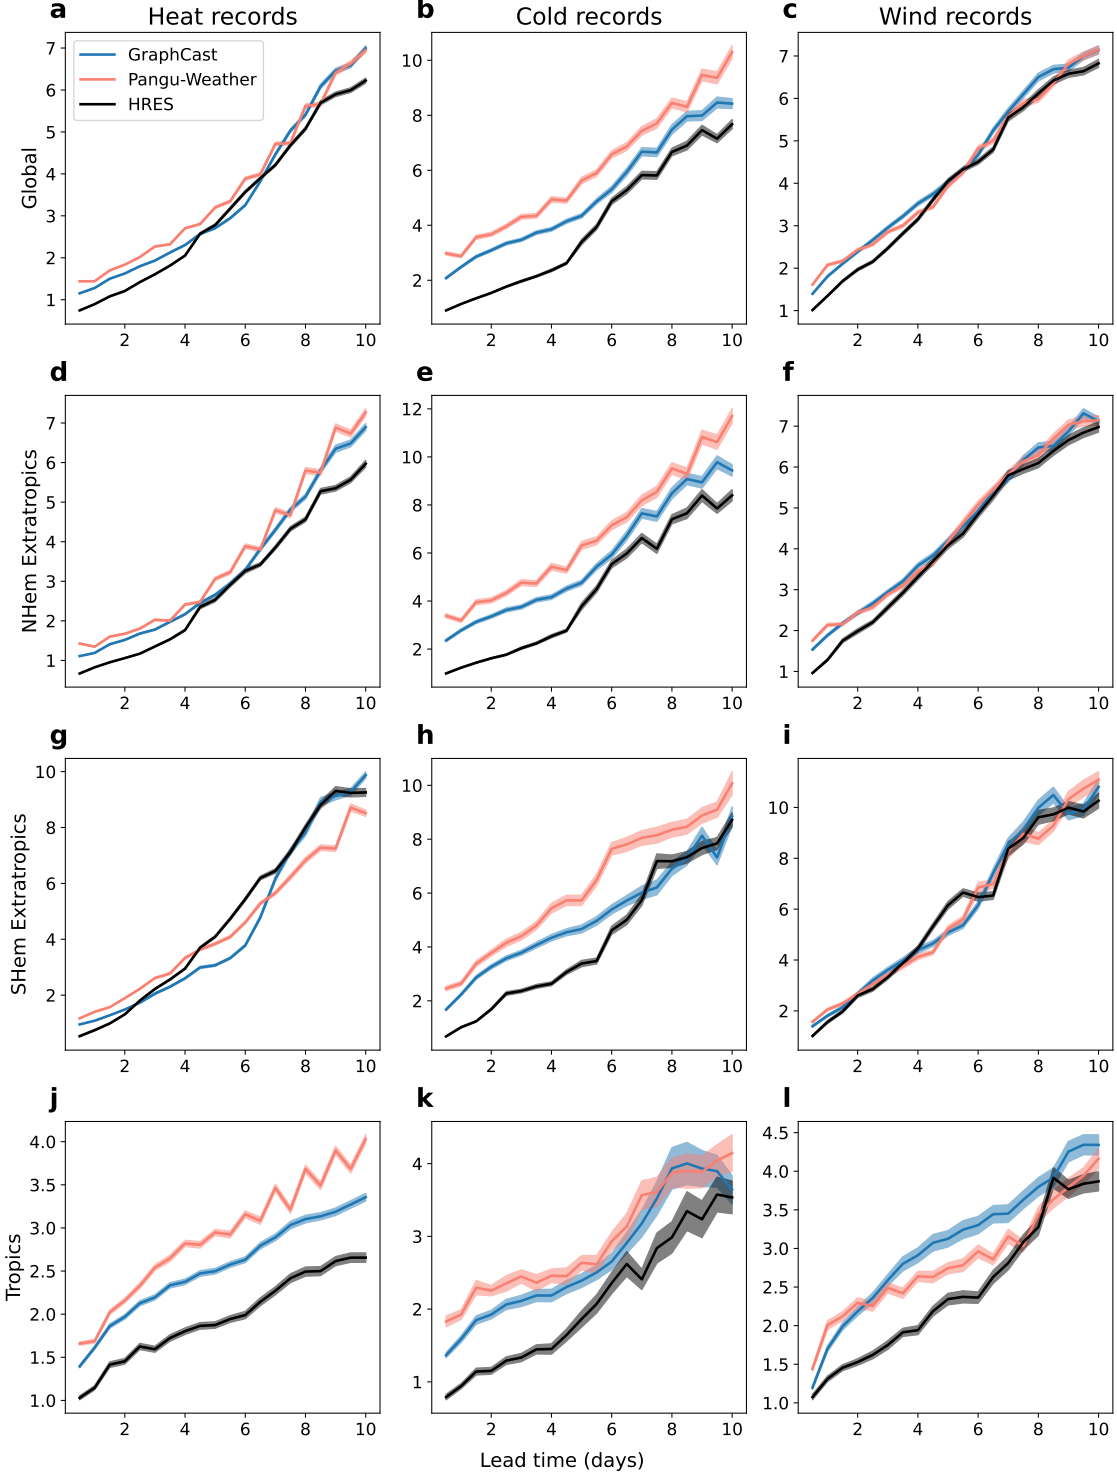 a Heat records
b Cold records
c Wind records
GraphCast
Pangu-Weather
HRES
Global
7
6
5
4
3
2
1
2 4 6 8 10
10
8
6
4
2
2 4 6 8 10
7
6
5
4
3
2
1
2 4 6 8 10
d
e
f
NHem Extratropics
7
6
5
4
3
2
1
2 4 6 8 10
12
10
8
6
4
2
2 4 6 8 10
7
6
5
4
3
2
1
2 4 6 8 10
g
h
i
SHem Extratropics
10
8
6
4
2
2 4 6 8 10
10
8
6
4
2
2 4 6 8 10
10
8
6
4
2
2 4 6 8 10
j
k
l
Tropics
4.0
3.5
3.0
2.5
2.0
1.5
1.0
2 4 6 8 10
4
3
2
1
2 4 6 8 10
4.5
4.0
3.5
3.0
2.5
2.0
1.5
1.0
2 4 6 8 10
Lead time (days)